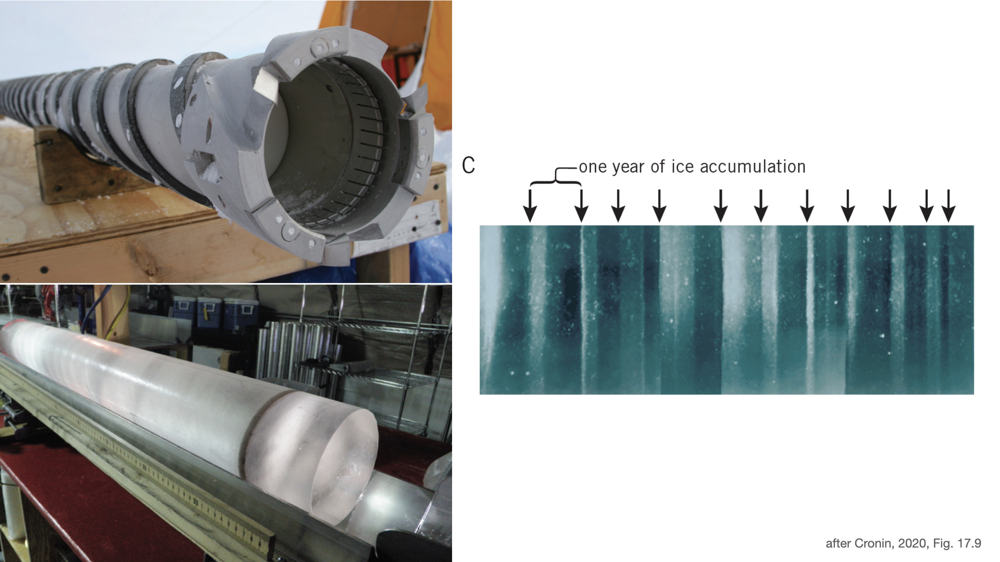 C
one year of ice accumulation
after Cronin, 2020, Fig. 17.9